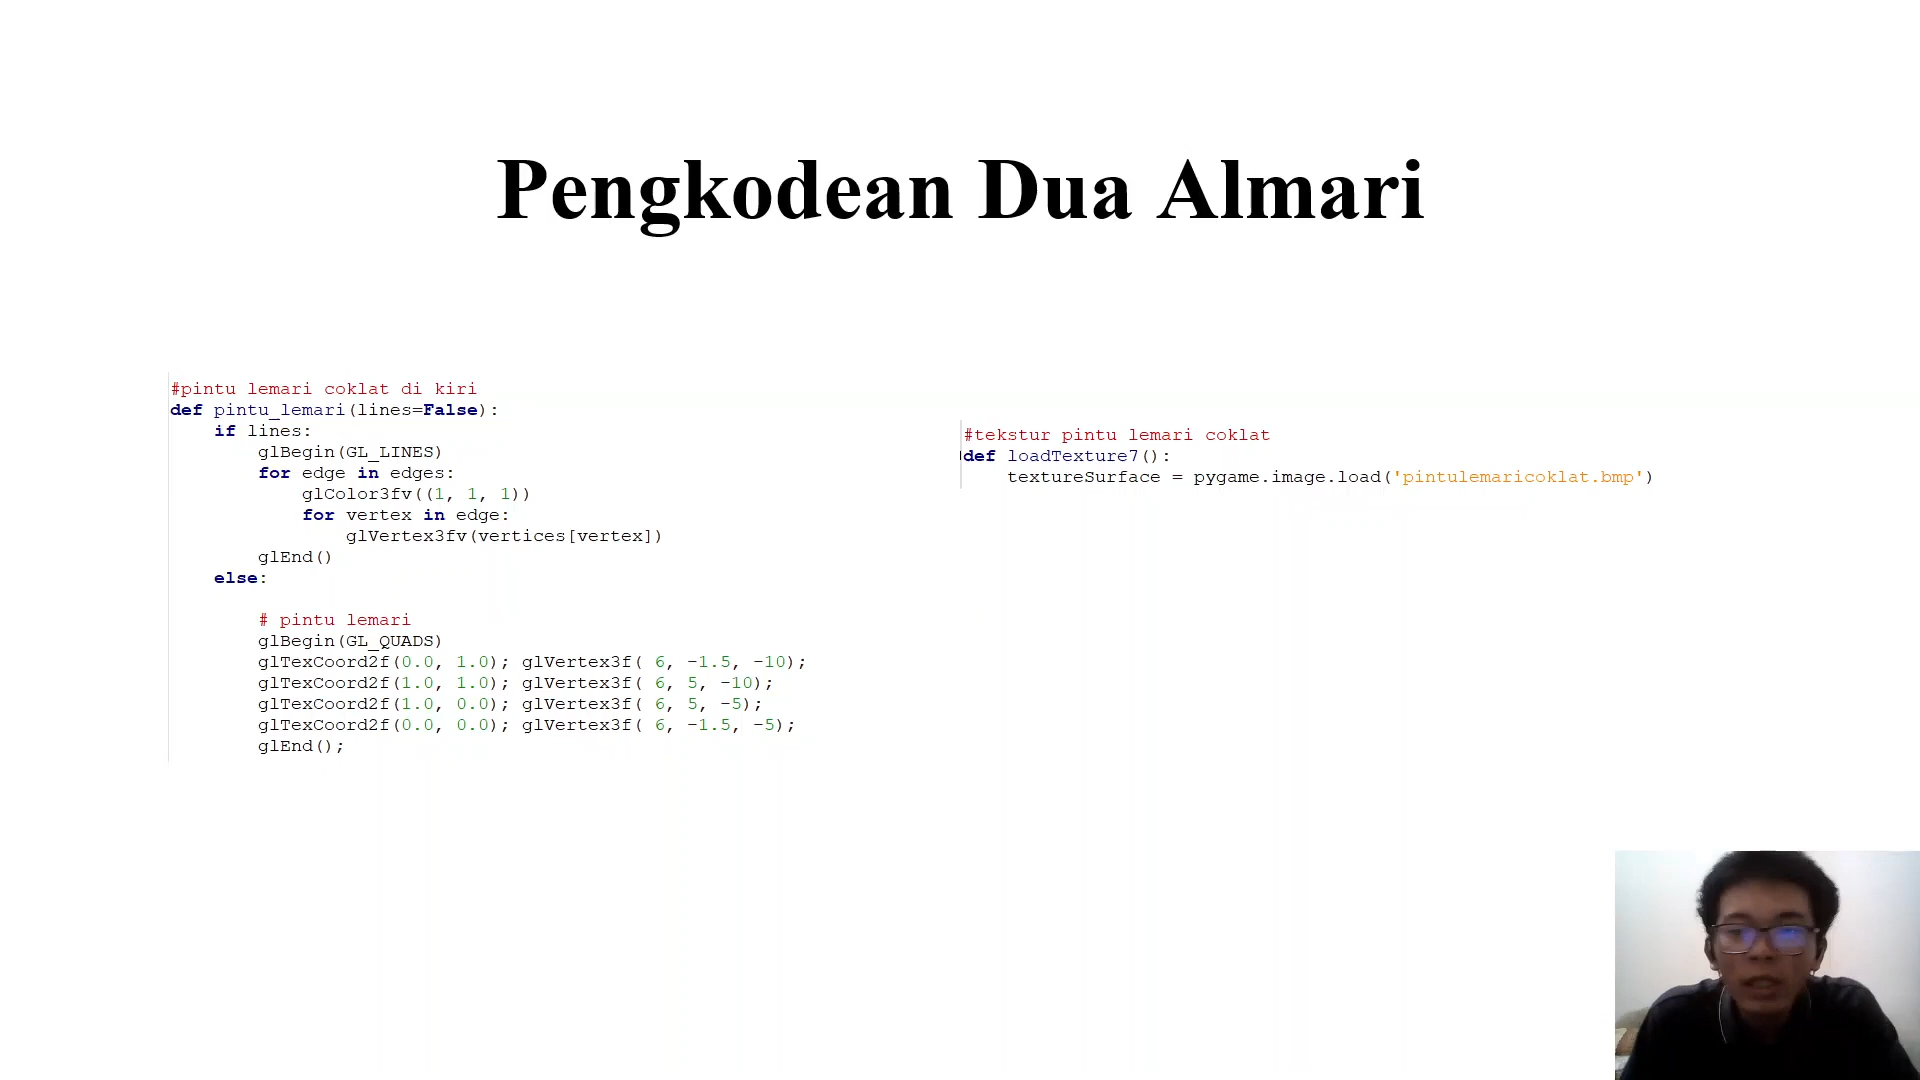 Pengkodean Dua Almari
#pintu lemari coklat di kiri
def pintu_lemari(lines=False):
    if lines:
        glBegin(GL_LINES)
        for edge in edges:
            glColor3fv((1, 1, 1))
            for vertex in edge:
                glVertex3fv(vertices[vertex])
        glEnd()
    else:
        # pintu lemari
        glBegin(GL_QUADS)
        glTexCoord2f(0.0, 1.0); glVertex3f( 6, -1.5, -10);
        glTexCoord2f(1.0, 1.0); glVertex3f( 6, 5, -10);
        glTexCoord2f(1.0, 0.0); glVertex3f( 6, 5, -5);
        glTexCoord2f(0.0, 0.0); glVertex3f( 6, -1.5, -5);
        glEnd();
#tekstur pintu lemari coklat
def loadTexture7():
    textureSurface = pygame.image.load('pintulemaricoklat.bmp')